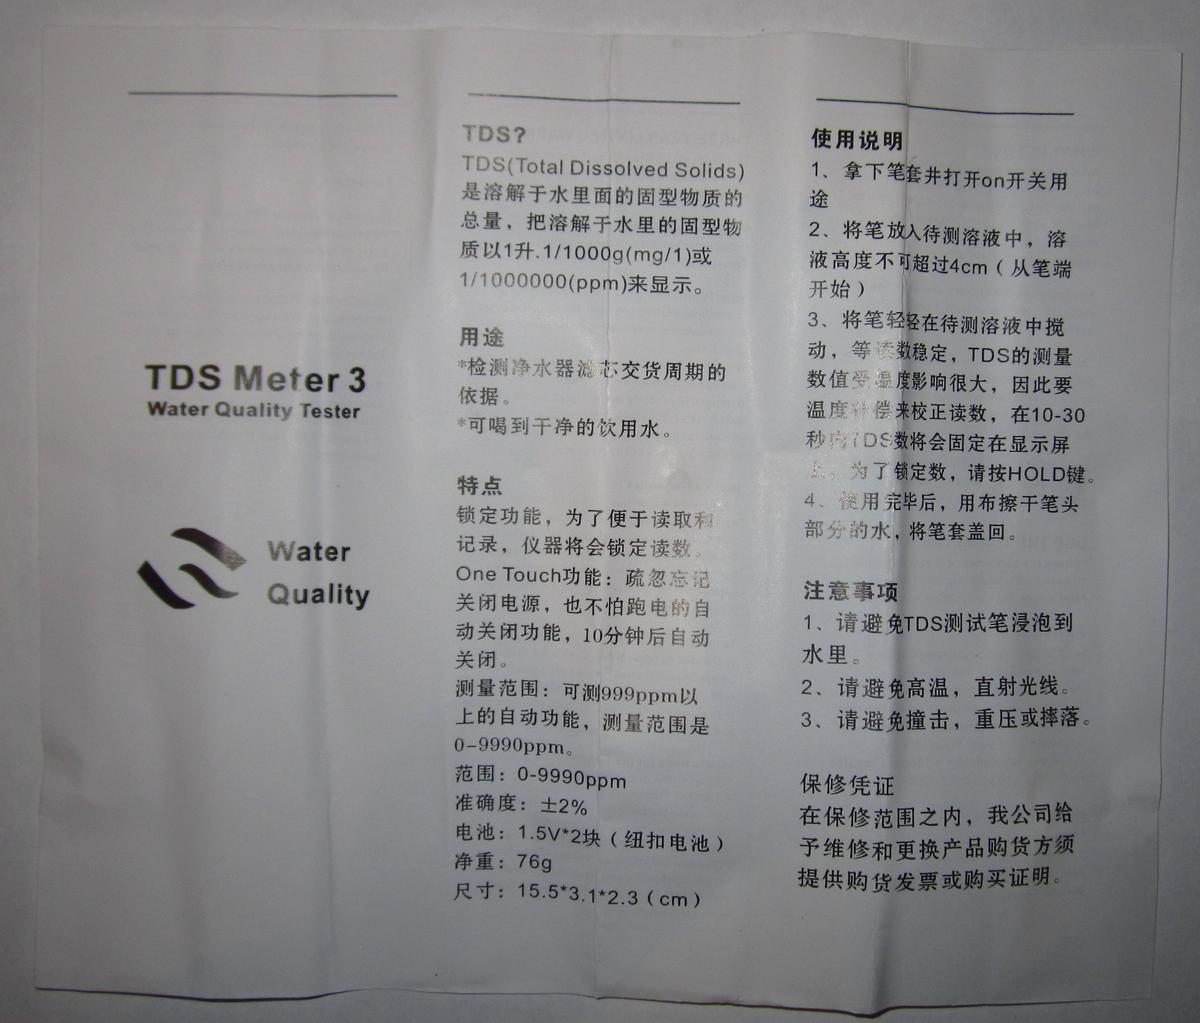 TDS Meter 3
Water Quality Tester
Water
Quality
TDS?
TDS(Total Dissolved Solids)
是溶解于水里面的固型物质的
总量，把溶解于水里的固型物
质以1升.1/1000g(mg/1)或
1/1000000(ppm)来显示。
用途
*检测净水器滤芯交货周期的
依据。
*可喝到干净的饮用水。
特点
锁定功能，为了便于读取和
记录，仪器将会锁定读数。
One Touch功能：疏忽忘记
关闭电源，也不怕跑电的自
动关闭功能，10分钟后自动
关闭。
测量范围：可测999ppm以
上的自动功能，测量范围是
0-9990ppm。
范围：0-9990ppm
准确度：±2%
电池：1.5V*2块（纽扣电池）
净重：76g
尺寸：15.5*3.1*2.3（cm）
使用说明
1、拿下笔套井打开on开关用
途
2、将笔放入待测溶液中，溶
液高度不可超过4cm（从笔端
开始）
3、将笔轻轻在待测溶液中搅
动，等读数稳定，TDS的测量
数值受温度影响很大，因此要
温度补偿来校正读数，在10-30
秒内TDS数将会固定在显示屏
上。为了锁定数，请按HOLD键。
4、使用完毕后，用布擦干笔头
部分的水，将笔套盖回。
注意事项
1、请避免TDS测试笔浸泡到
水里。
2、请避免高温，直射光线。
3、请避免撞击，重压或摔落。
保修凭证
在保修范围之内，我公司给
予维修和更换产品购货方须
提供购货发票或购买证明。